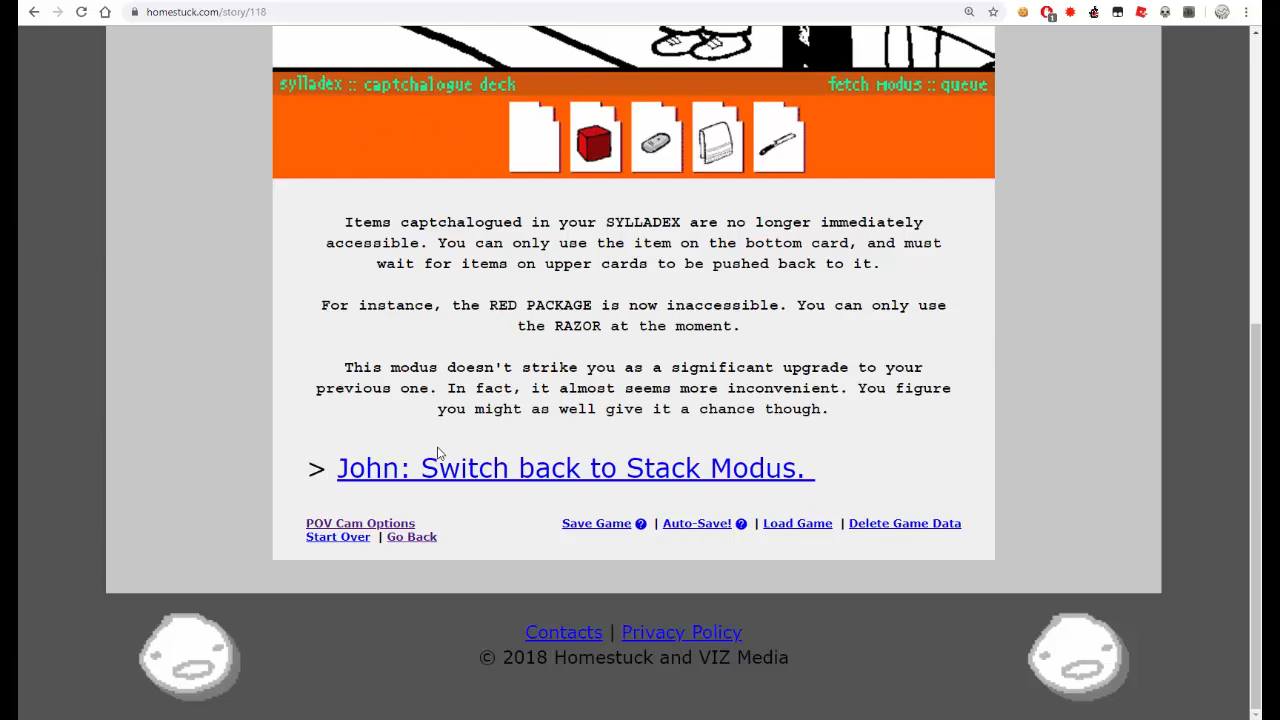 homestuck.com/story/118
1
sylladex :: captchalogue deck
fetch modus :: queue
Items captchalogued in your SYLLADEX are no longer immediately
accessible. You can only use the item on the bottom card, and must
wait for items on upper cards to be pushed back to it.
For instance, the RED PACKAGE is now inaccessible. You can only use
the RAZOR at the moment.
This modus doesn't strike you as a significant upgrade to your
previous one. In fact, it almost seems more inconvenient. You figure
you might as well give it a chance though.
> John: Switch back to Stack Modus.
POV Cam Options
Save Game ? | Auto-Save! ? | Load Game | Delete Game Data
Start Over | Go Back
Contacts | Privacy Policy
© 2018 Homestuck and VIZ Media